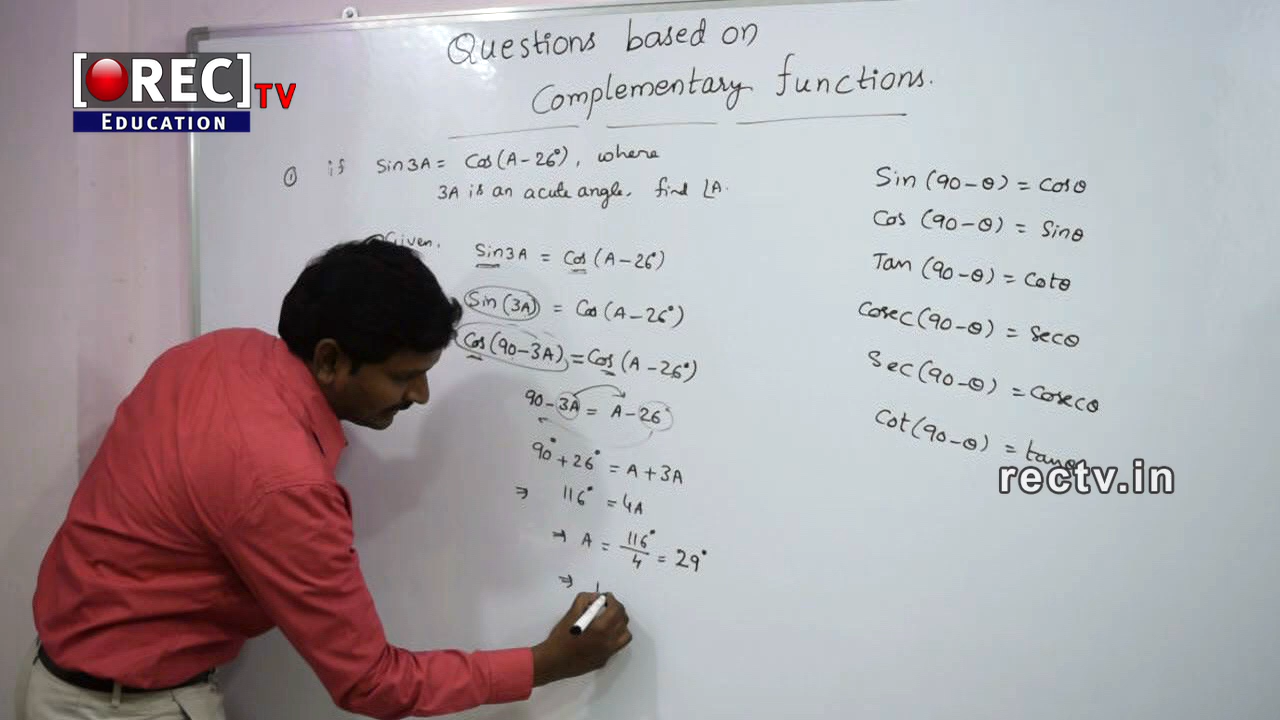 [REC] TV
EDUCATION
Questions based on
Complementary functions.
① if Sin3A = Cos(A-26°), where
3A is an acute angle. find ∠A.
Given.
Sin3A = Cos(A-26°)
Sin(3A) = Cos(A-26°)
Cos(90-3A) = Cos(A-26°)
90-3A = A-26°
90°+26° = A+3A
⇒ 116° = 4A
⇒ A = 116°/4 = 29°
⇒
Sin(90-θ) = Cosθ
Cos(90-θ) = Sinθ
Tan(90-θ) = Cotθ
Cosec(90-θ) = Secθ
Sec(90-θ) = Cosecθ
Cot(90-θ) = tanθ
rectv.in